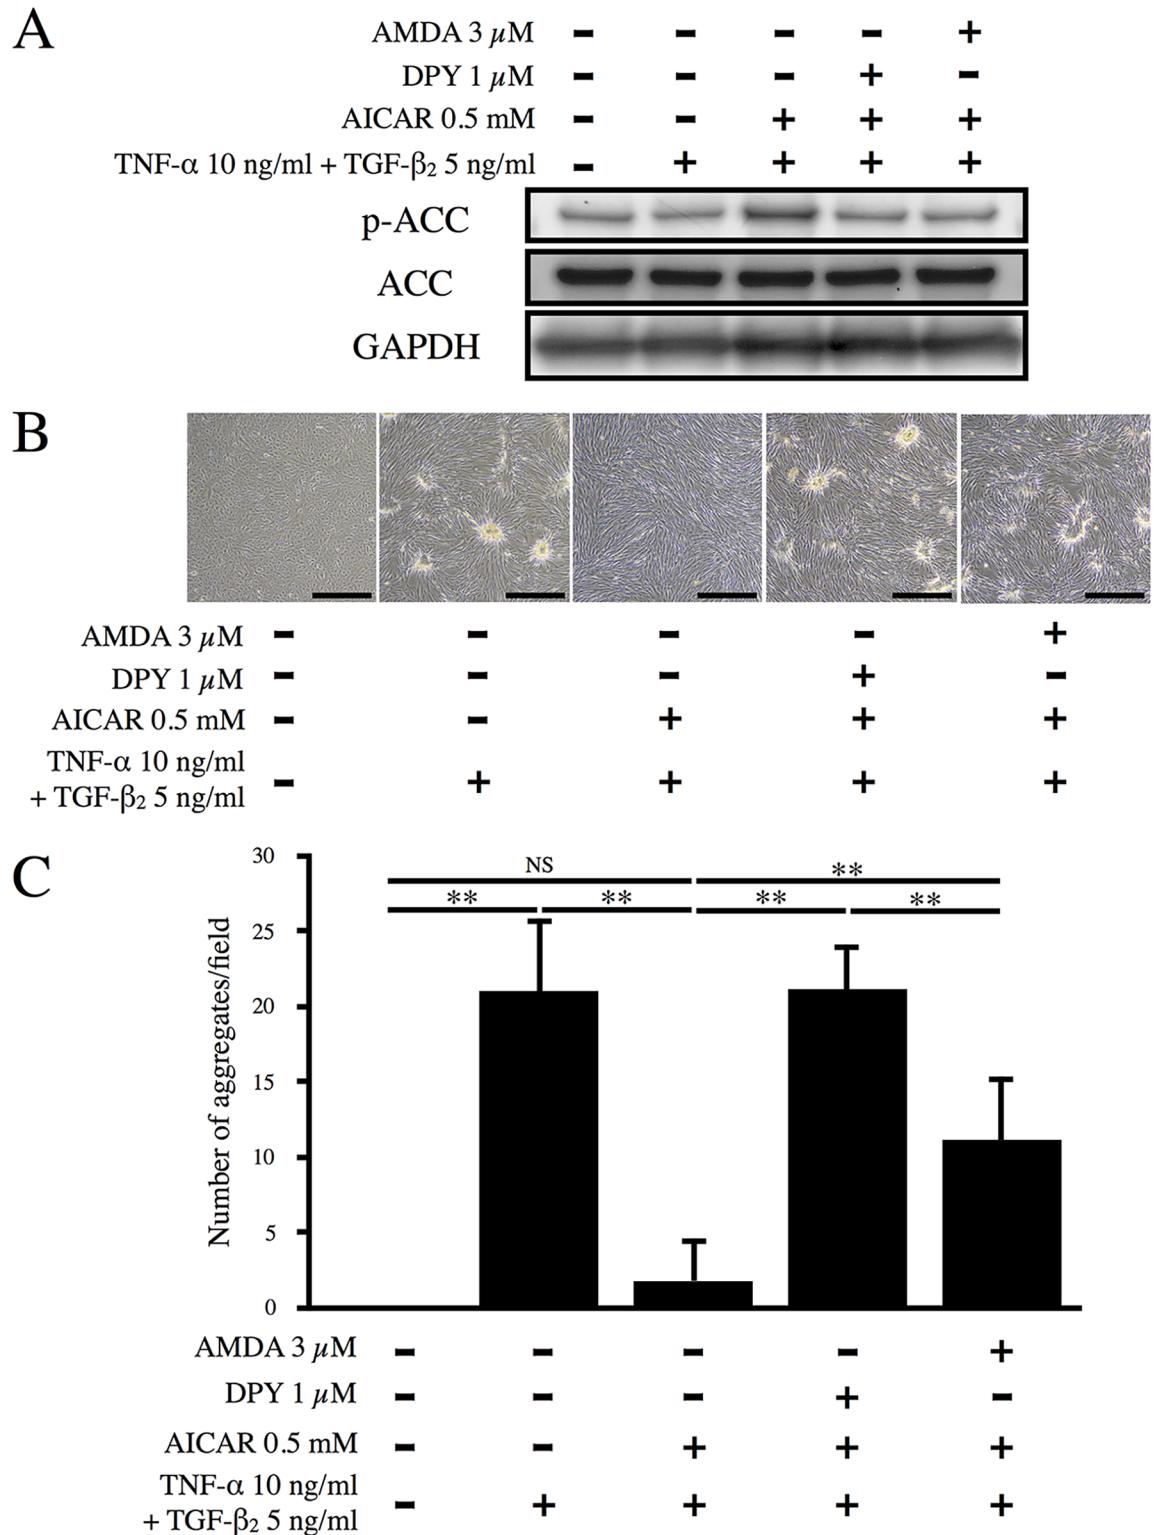 A
AMDA 3 µM - - - - +
DPY 1 µM - - - + -
AICAR 0.5 mM - - + + +
TNF-α 10 ng/ml + TGF-β₂ 5 ng/ml - + + + +
p-ACC
ACC
GAPDH
B
AMDA 3 µM - - - - +
DPY 1 µM - - - + -
AICAR 0.5 mM - - + + +
TNF-α 10 ng/ml
+ TGF-β₂ 5 ng/ml - + + + +
C
30
25
20
15
10
5
0
Number of aggregates/field
NS **
** ** ** **
AMDA 3 µM - - - - +
DPY 1 µM - - - + -
AICAR 0.5 mM - - + + +
TNF-α 10 ng/ml
+ TGF-β₂ 5 ng/ml - + + + +